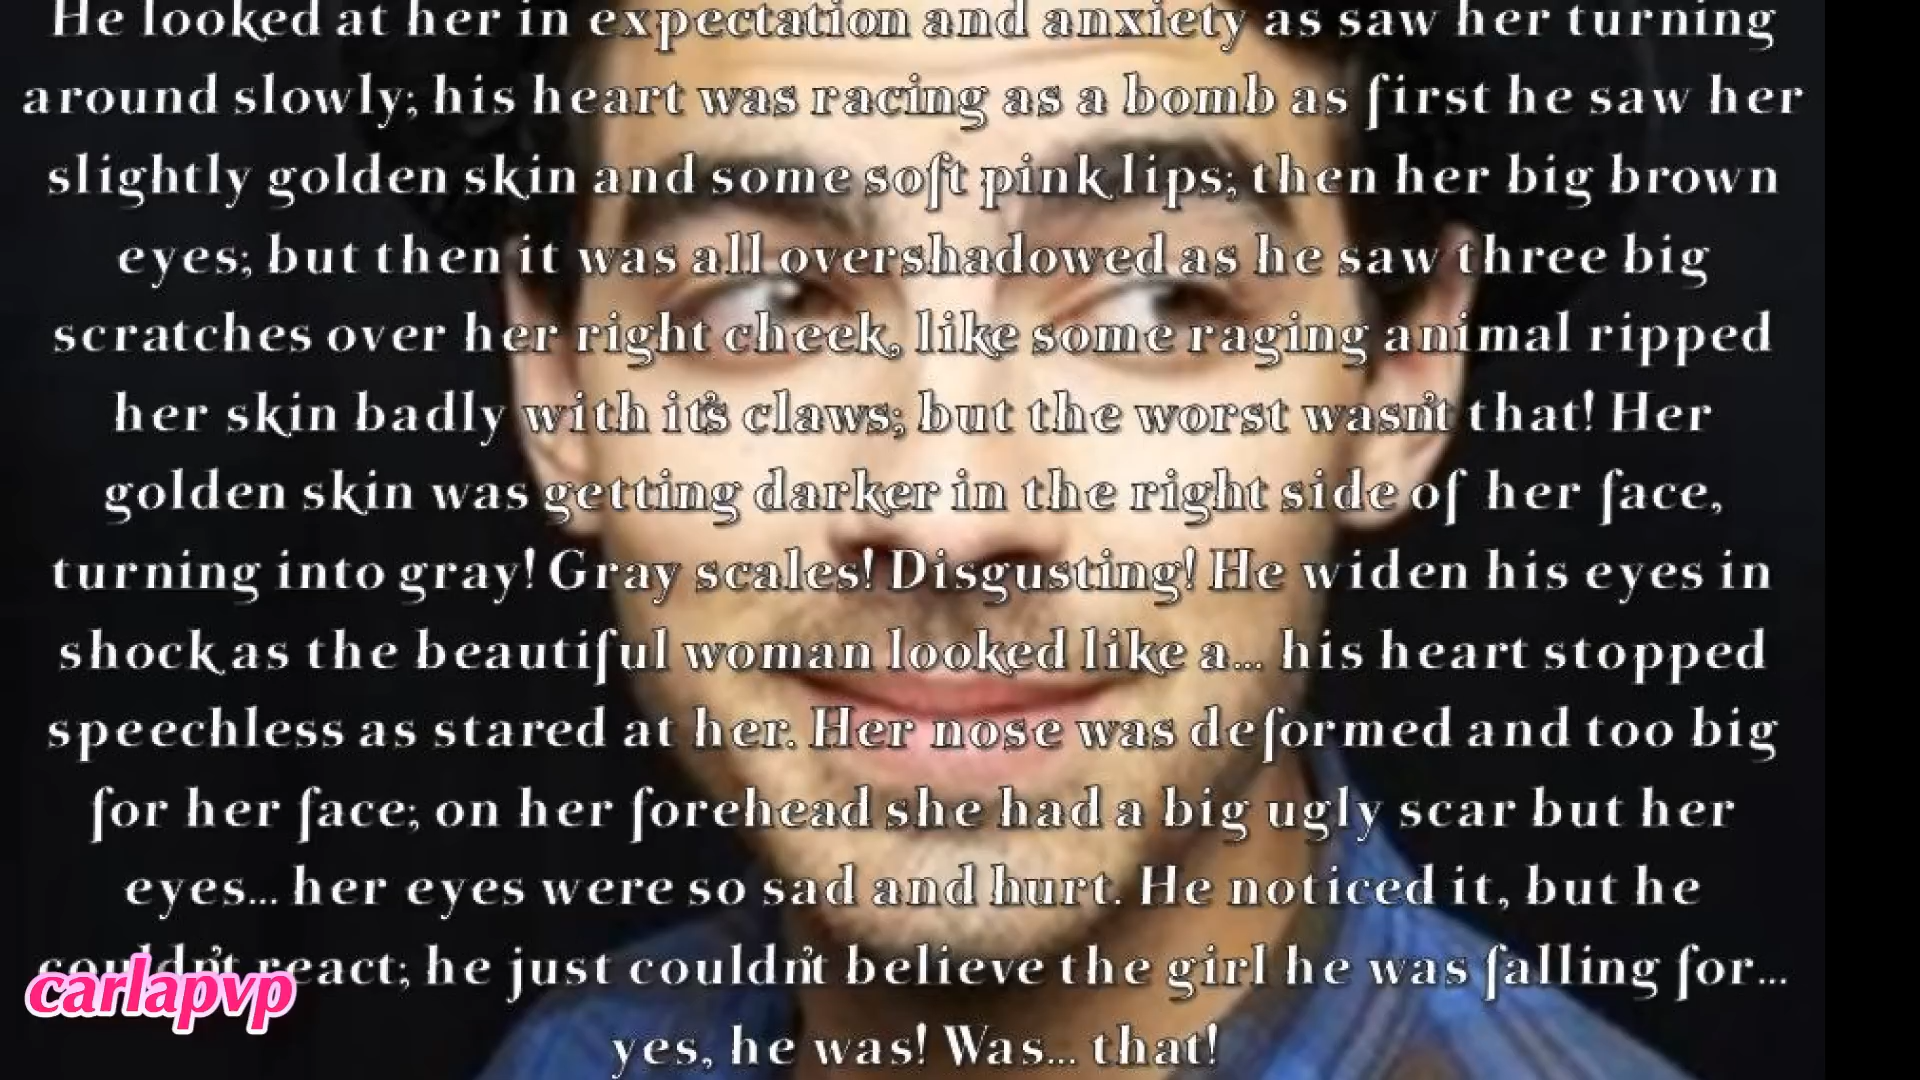 He looked at her in expectation and anxiety as saw her turning
around slowly; his heart was racing as a bomb as first he saw her
slightly golden skin and some soft pink lips; then her big brown
eyes; but then it was all overshadowed as he saw three big
scratches over her right cheek, like some raging animal ripped
her skin badly with it's claws; but the worst wasn't that! Her
golden skin was getting darker in the right side of her face,
turning into gray! Gray scales! Disgusting! He widen his eyes in
shock as the beautiful woman looked like a... his heart stopped
speechless as stared at her. Her nose was deformed and too big
for her face; on her forehead she had a big ugly scar but her
eyes... her eyes were so sad and hurt. He noticed it, but he
couldn't react; he just couldn't believe the girl he was falling for...
carlapvp
yes, he was! Was... that!